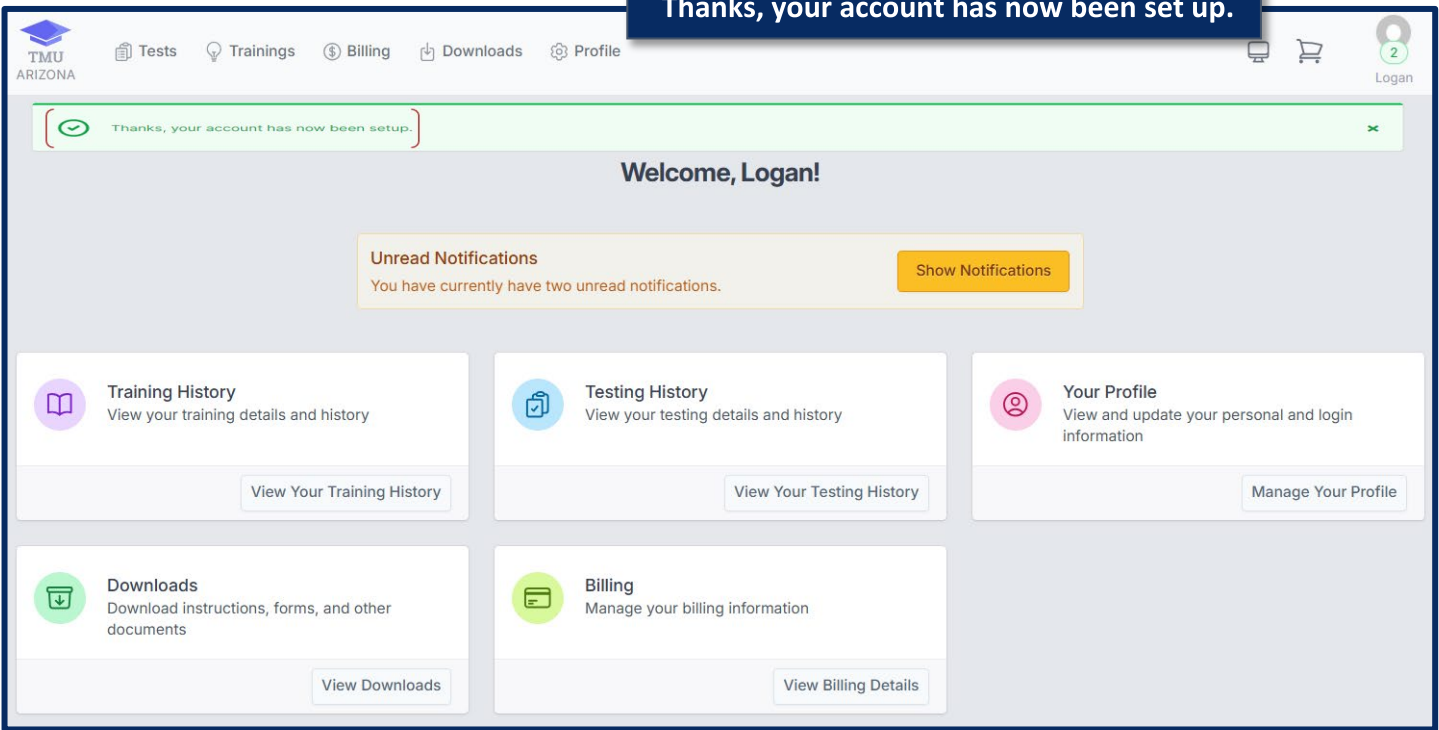 Thanks, your account has now been set up.
TMU
ARIZONA
Tests
Trainings
Billing
Downloads
Profile
2
Logan
Thanks, your account has now been setup.
Welcome, Logan!
Unread Notifications
You have currently have two unread notifications.
Show Notifications
Training History
View your training details and history
View Your Training History
Testing History
View your testing details and history
View Your Testing History
Your Profile
View and update your personal and login
information
Manage Your Profile
Downloads
Download instructions, forms, and other
documents
View Downloads
Billing
Manage your billing information
View Billing Details